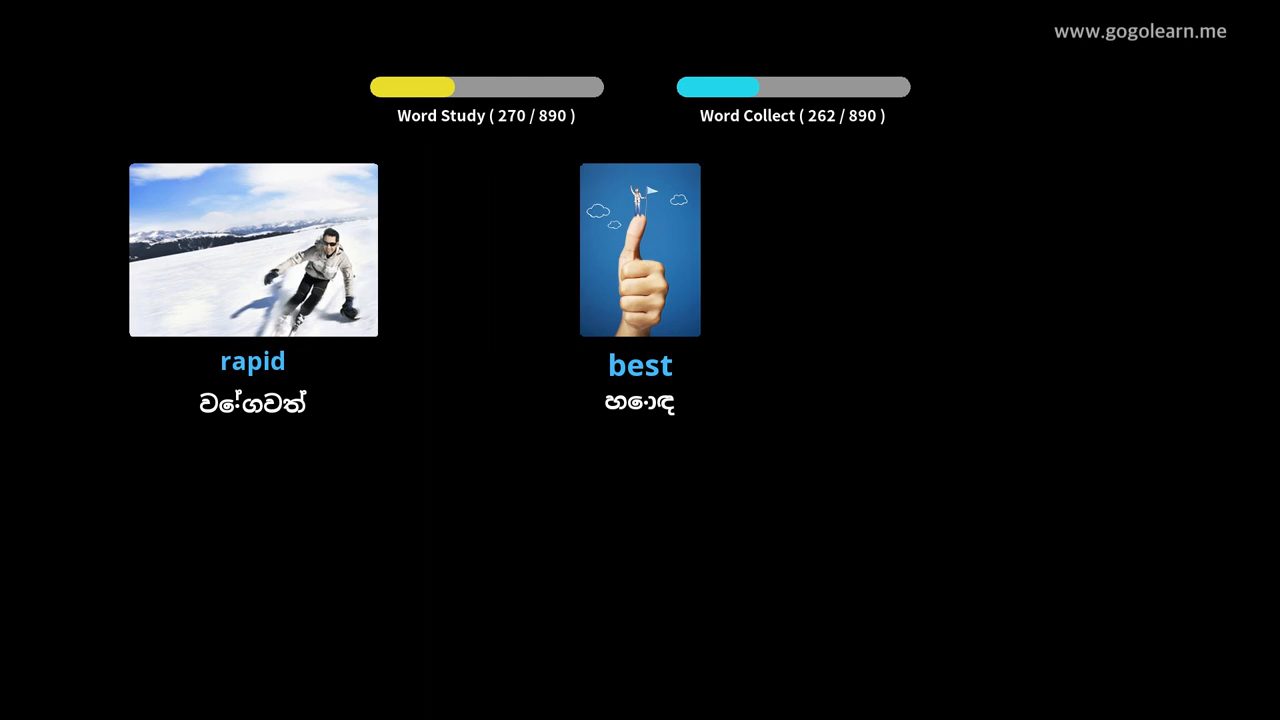 www.gogolearn.me
Word Study ( 270 / 890 )
Word Collect ( 262 / 890 )
rapid
වේගවත්
best
හොඳ